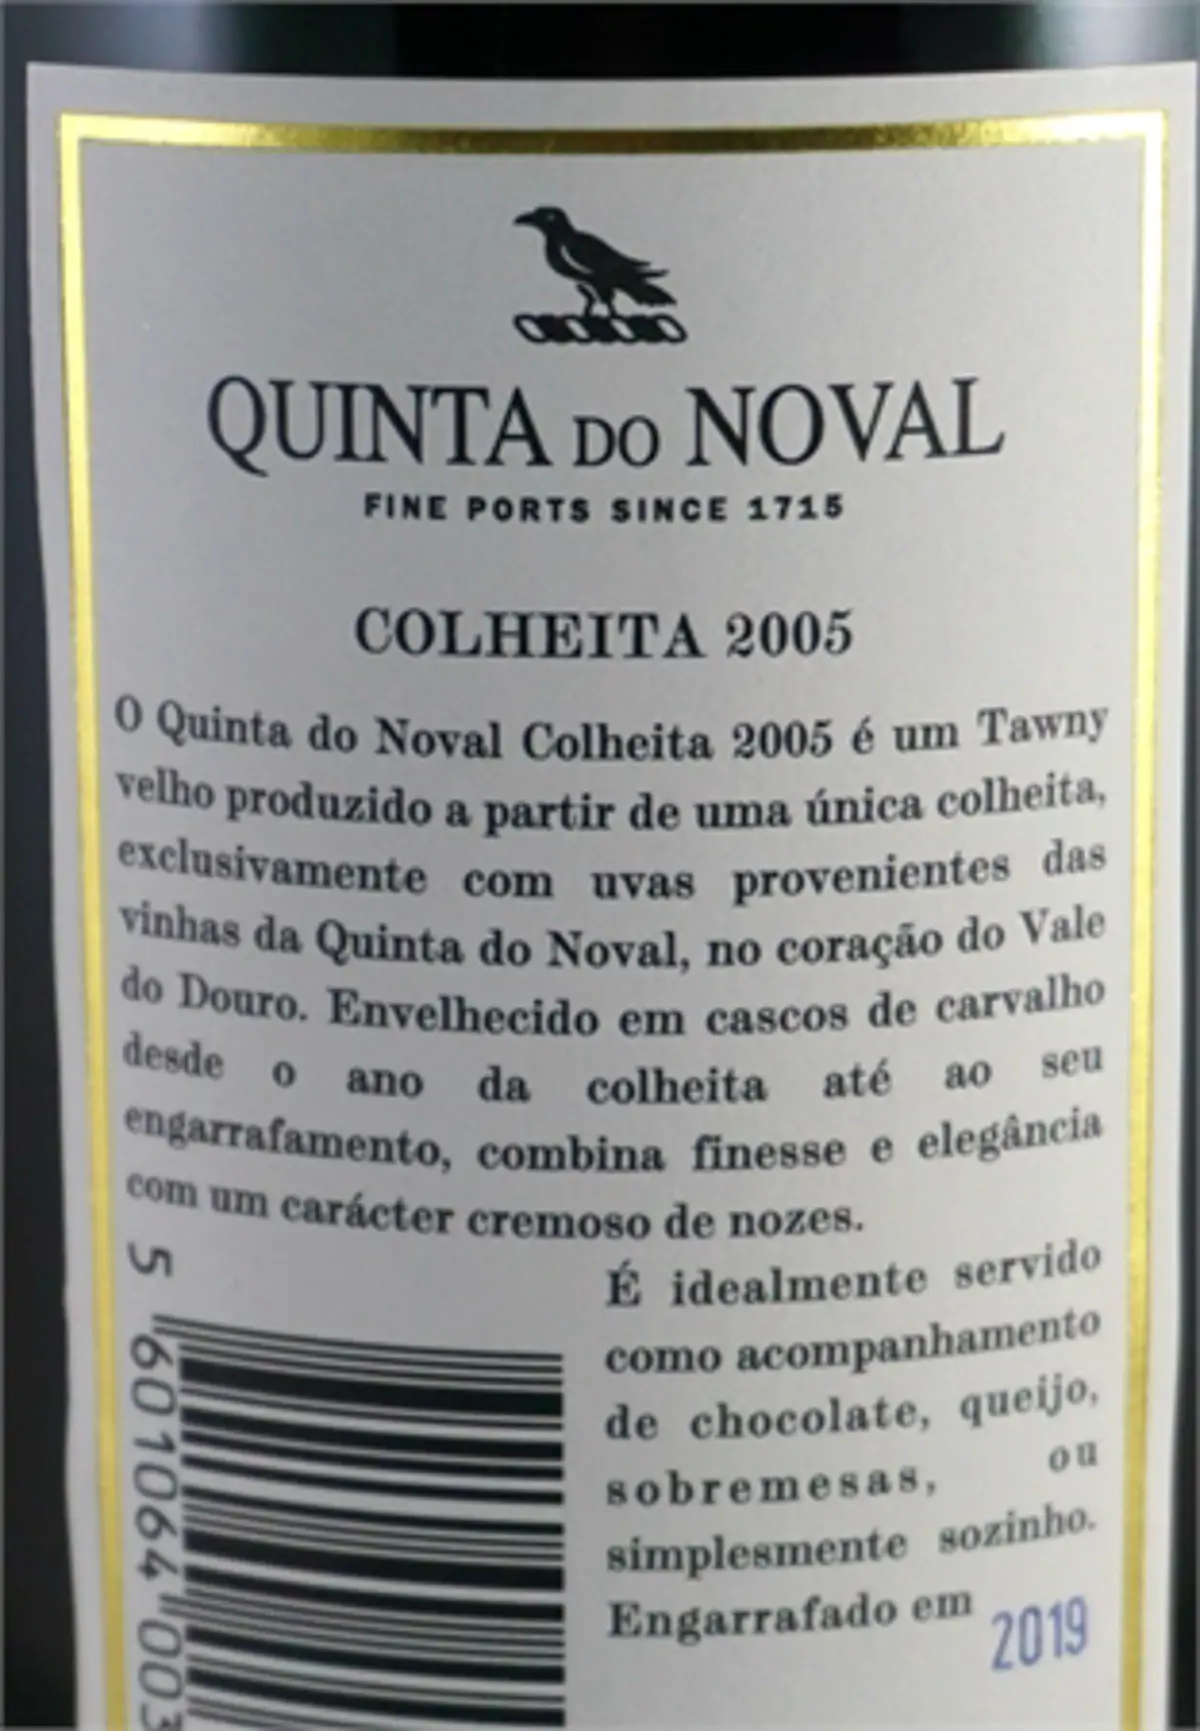 QUINTA DO NOVAL
FINE PORTS SINCE 1715
COLHEITA 2005
O Quinta do Noval Colheita 2005 é um Tawny
velho produzido a partir de uma única colheita,
exclusivamente com uvas provenientes das
vinhas da Quinta do Noval, no coração do Vale
do Douro. Envelhecido em cascos de carvalho
desde o ano da colheita até ao seu
engarrafamento, combina finesse e elegância
com um carácter cremoso de nozes.
É idealmente servido
como acompanhamento
de chocolate, queijo,
sobremesas, ou
simplesmente sozinho.
Engarrafado em 2019
5 601064 003